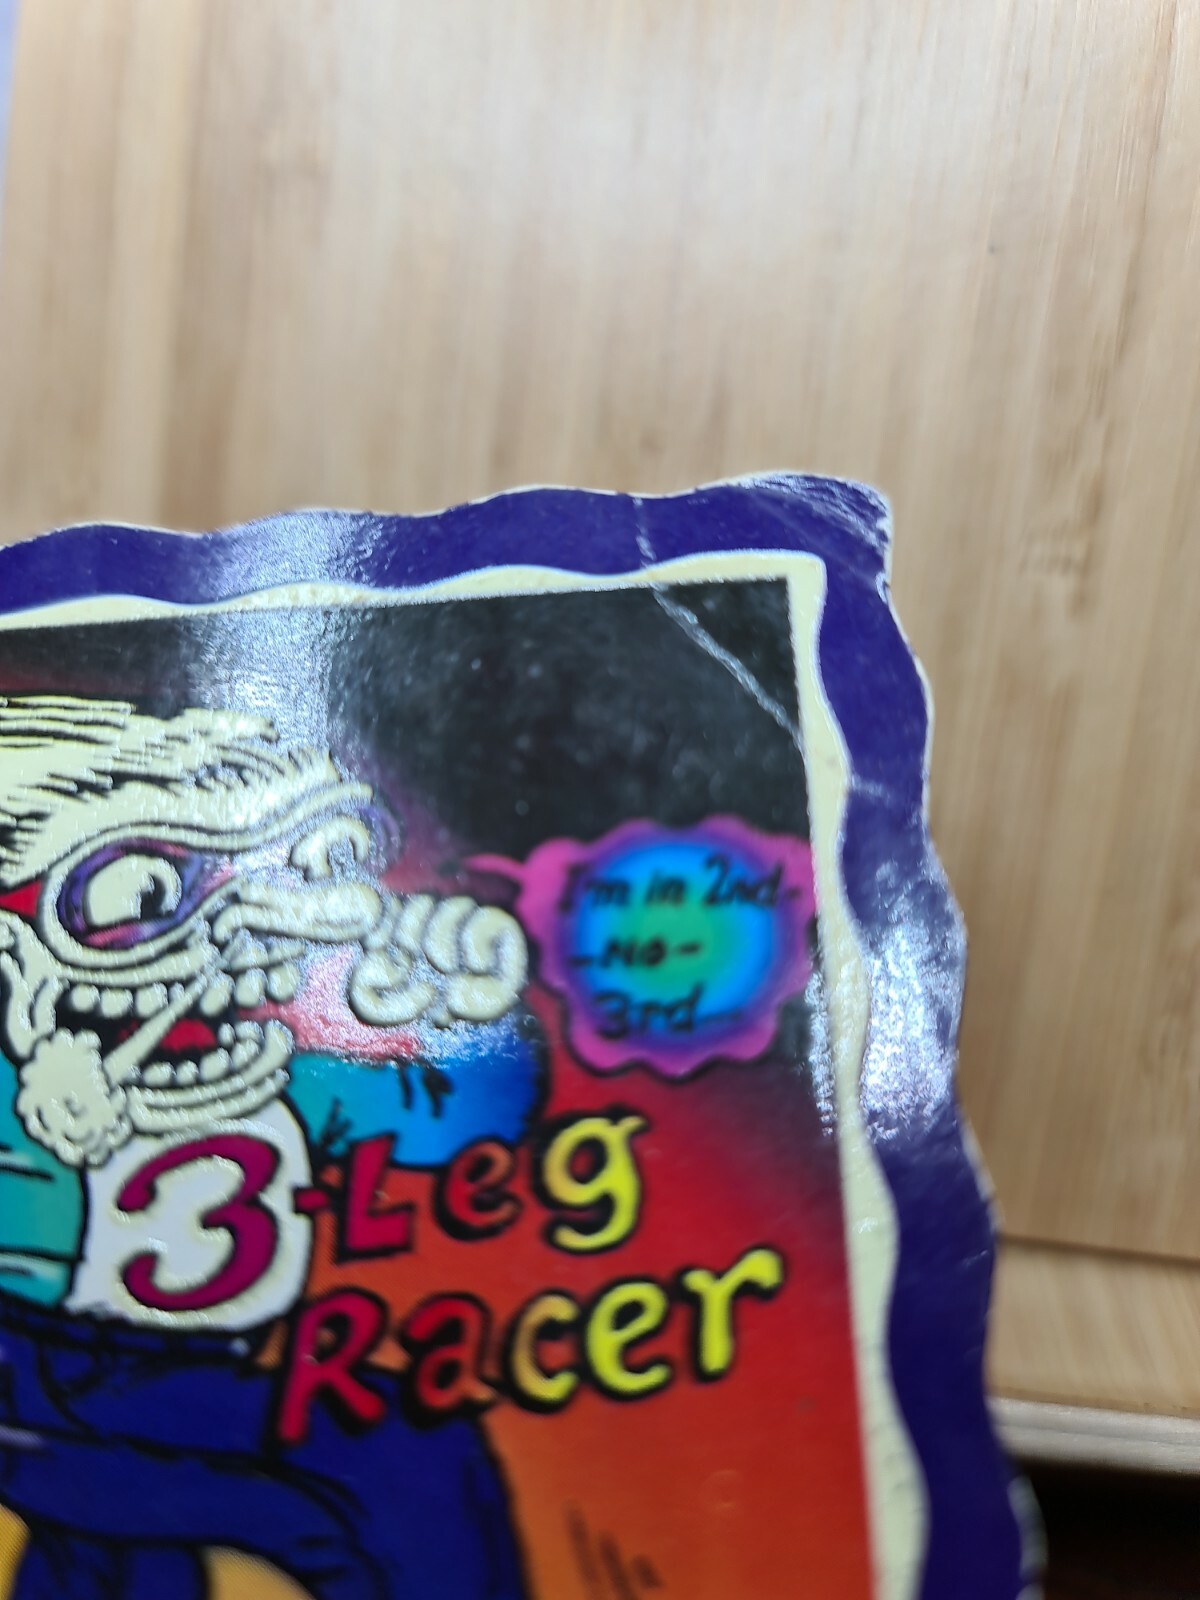 I'm in 2nd-
-NO-
3rd
3-Leg
Racer